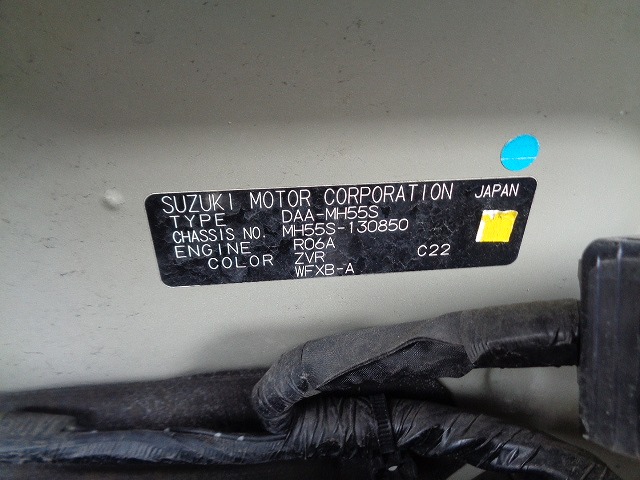 SUZUKI MOTOR CORPORATION JAPAN
TYPE DAA-MH55S
CHASSIS NO. MH55S-130850
ENGINE R06A C22
COLOR ZVR
WFXB-A